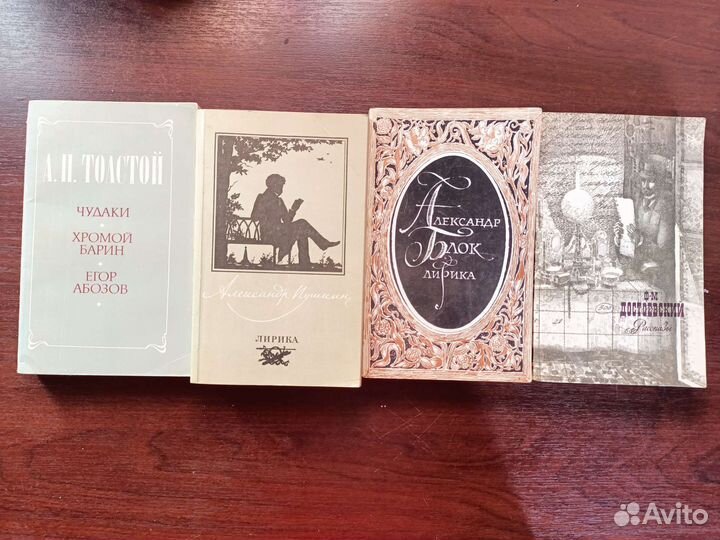 А. Н. ТОЛСТОЙ
ЧУДАКИ
ХРОМОЙ
БАРИН
ЕГОР
АБОЗОВ
Александр Пушкин
ЛИРИКА
АЛЕКСАНДР
БЛОК
ЛИРИКА
Ф·М
ДОСТОЕВСКИЙ
Рассказы
Avito